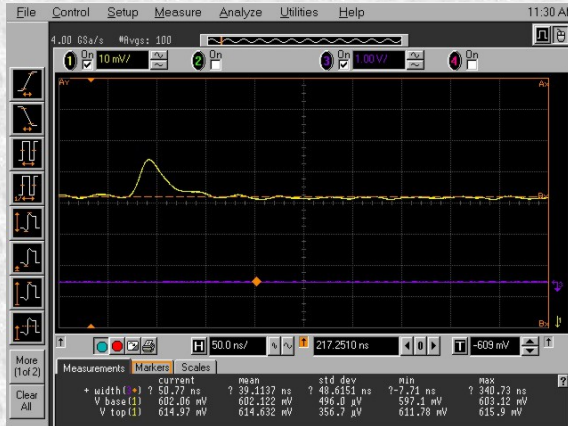 File Control Setup Measure Analyze Utilities Help 11:30 AM
4.00 GSa/s #Avgs: 100
1 On 10 mV/ 2 On 3 On 1.00 V/ 4 On
More
(1 of 2)
Clear
All
H 50.0 ns/ 217.2510 ns 0 T -609 mV
Measurements Markers Scales
current mean std dev min max
+ width( ) ? 50.77 ns ? 39.1137 ns ? 48.6151 ns ?-7.71 ns ? 340.73 ns
V base(1) 602.06 mV 602.122 mV 496.0 µV 597.1 mV 603.12 mV
V top(1) 614.97 mV 614.632 mV 356.7 µV 611.78 mV 615.9 mV